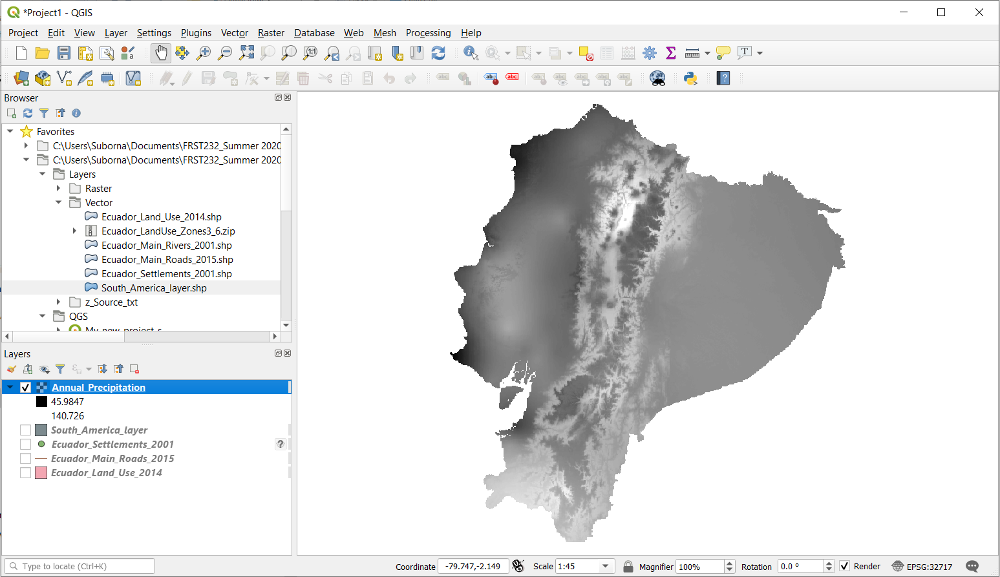 *Project1 - QGIS
Project Edit View Layer Settings Plugins Vector Raster Database Web Mesh Processing Help
Browser
Favorites
C:\Users\Suborna\Documents\FRST232_Summer 2020
C:\Users\Suborna\Documents\FRST232_Summer 2020
Layers
Raster
Vector
Ecuador_Land_Use_2014.shp
Ecuador_LandUse_Zones3_6.zip
Ecuador_Main_Rivers_2001.shp
Ecuador_Main_Roads_2015.shp
Ecuador_Settlements_2001.shp
South_America_layer.shp
z_Source_txt
QGS
My_new_project_s
Layers
Annual_Precipitation
45.9847
140.726
South_America_layer
Ecuador_Settlements_2001 ?
Ecuador_Main_Roads_2015
Ecuador_Land_Use_2014
Type to locate (Ctrl+K) Coordinate -79.747,-2.149 Scale 1:45 Magnifier 100% Rotation 0.0 ° Render EPSG:32717